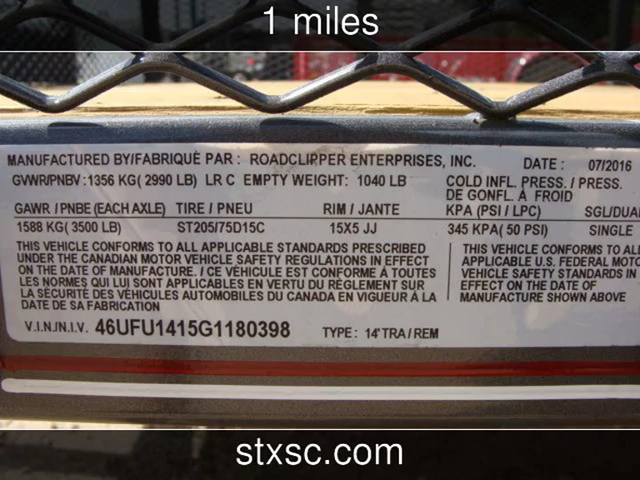 1 miles
MANUFACTURED BY/FABRIQUÉ PAR : ROADCLIPPER ENTERPRISES, INC. DATE : 07/2016
GVWR/PNBV : 1356 KG( 2990 LB) LR C EMPTY WEIGHT: 1040 LB
COLD INFL. PRESS. / PRESS.
DE GONFL. À FROID
GAWR / PNBE (EACH AXLE) TIRE / PNEU RIM / JANTE KPA (PSI / LPC) SGL/DUAL
1588 KG( 3500 LB) ST205/75D15C 15X5 JJ 345 KPA( 50 PSI) SINGLE
THIS VEHICLE CONFORMS TO ALL APPLICABLE STANDARDS PRESCRIBED
UNDER THE CANADIAN MOTOR VEHICLE SAFETY REGULATIONS IN EFFECT
ON THE DATE OF MANUFACTURE. / CE VÉHICULE EST CONFORME À TOUTES
LES NORMES QUI LUI SONT APPLICABLES EN VERTU DU RÈGLEMENT SUR
LA SÉCURITÉ DES VÉHICULES AUTOMOBILES DU CANADA EN VIGUEUR À LA
DATE DE SA FABRICATION
THIS VEHICLE CONFORMS TO ALL
APPLICABLE U.S. FEDERAL MOTOR
VEHICLE SAFETY STANDARDS IN
EFFECT ON THE DATE OF
MANUFACTURE SHOWN ABOVE
V.I.N./N.I.V. 46UFU1415G1180398 TYPE: 14'TRA/REM
stxsc.com